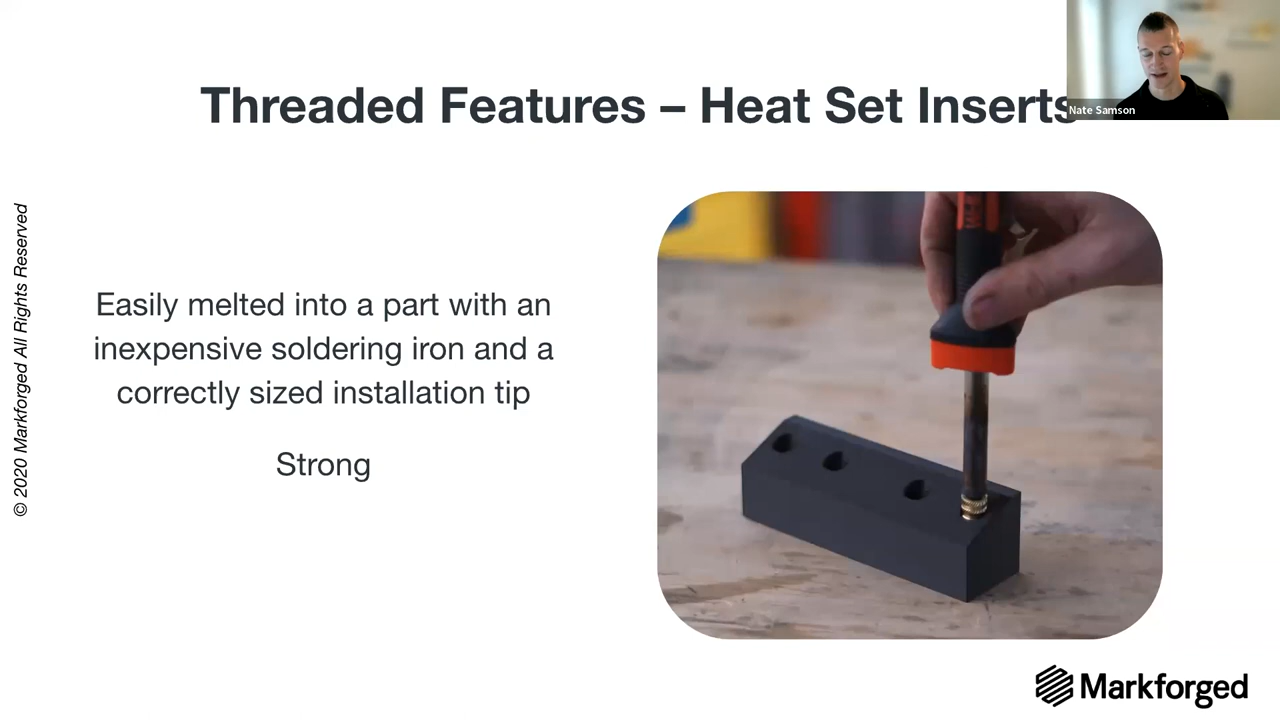 Threaded Features – Heat Set Inserts
Nate Samson
© 2020 Markforged All Rights Reserved
Easily melted into a part with an
inexpensive soldering iron and a
correctly sized installation tip
Strong
Markforged